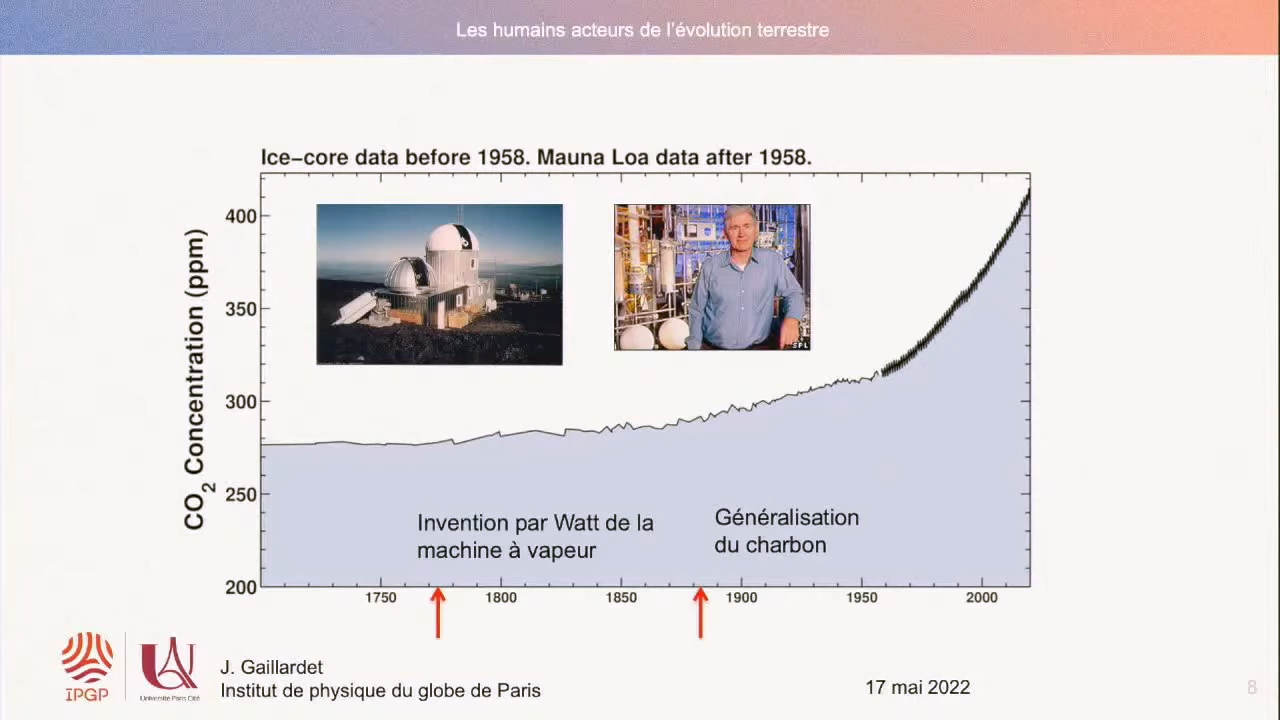 Les humains acteurs de l'évolution terrestre
Ice–core data before 1958. Mauna Loa data after 1958.
CO2 Concentration (ppm)
400
350
300
250
200
SPL
Invention par Watt de la
machine à vapeur
Généralisation
du charbon
1750
1800
1850
1900
1950
2000
IPGP
Université Paris Cité
J. Gaillardet
Institut de physique du globe de Paris
17 mai 2022
8